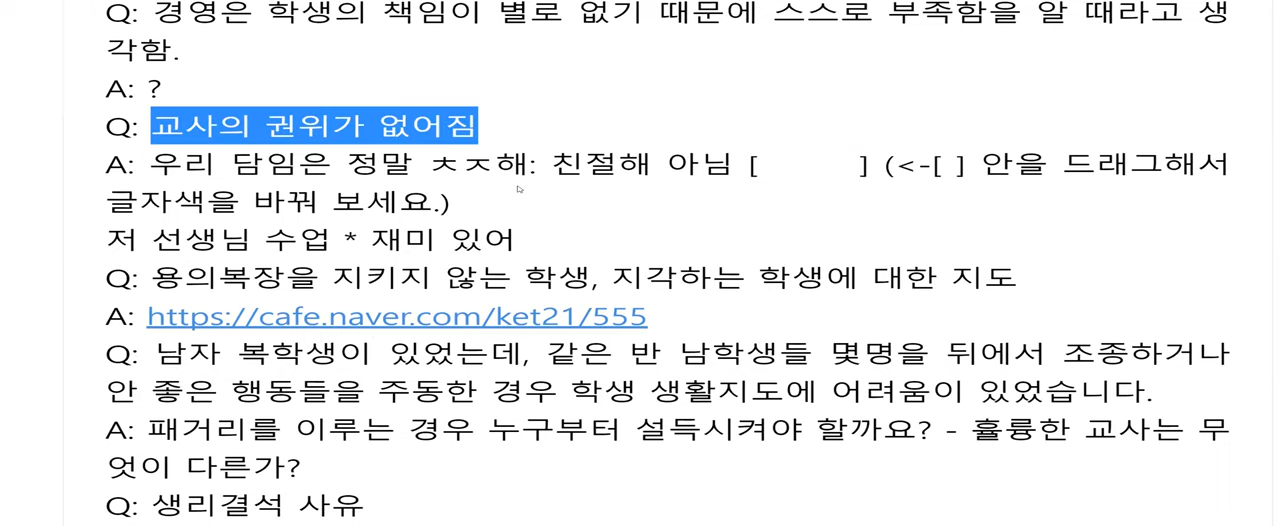 Q: 경영은 학생의 책임이 별로 없기 때문에 스스로 부족함을 알 때라고 생
각함.
A: ?
Q: 교사의 권위가 없어짐
A: 우리 담임은 정말 ㅊㅈ해: 친절해 아님 [ ] (<-[ ] 안을 드래그해서
글자색을 바꿔 보세요.)
저 선생님 수업 * 재미 있어
Q: 용의복장을 지키지 않는 학생, 지각하는 학생에 대한 지도
A: https://cafe.naver.com/ket21/555
Q: 남자 복학생이 있었는데, 같은 반 남학생들 몇명을 뒤에서 조종하거나
안 좋은 행동들을 주동한 경우 학생 생활지도에 어려움이 있었습니다.
A: 패거리를 이루는 경우 누구부터 설득시켜야 할까요? - 훌륭한 교사는 무
엇이 다른가?
Q: 생리결석 사유